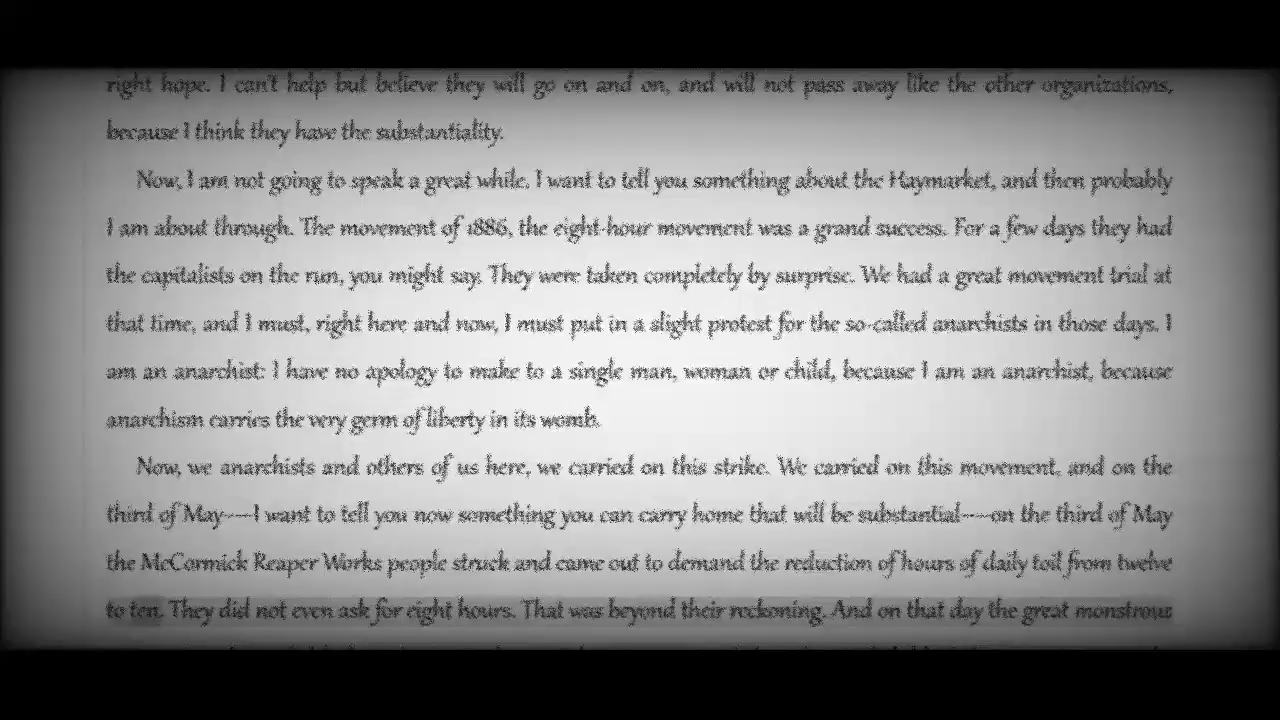 right hope. I can't help but believe they will go on and on, and will not pass away like the other organizations,
because I think they have the substantiality.
Now, I am not going to speak a great while. I want to tell you something about the Haymarket, and then probably
I am about through. The movement of 1886, the eight-hour movement was a grand success. For a few days they had
the capitalists on the run, you might say. They were taken completely by surprise. We had a great movement trial at
that time, and I must, right here and now, I must put in a slight protest for the so-called anarchists in those days. I
am an anarchist: I have no apology to make to a single man, woman or child, because I am an anarchist, because
anarchism carries the very germ of liberty in its womb.
Now, we anarchists and others of us here, we carried on this strike. We carried on this movement, and on the
third of May—I want to tell you now something you can carry home that will be substantial—on the third of May
the McCormick Reaper Works people struck and came out to demand the reduction of hours of daily toil from twelve
to ten. They did not even ask for eight hours. That was beyond their reckoning. And on that day the great monstrous